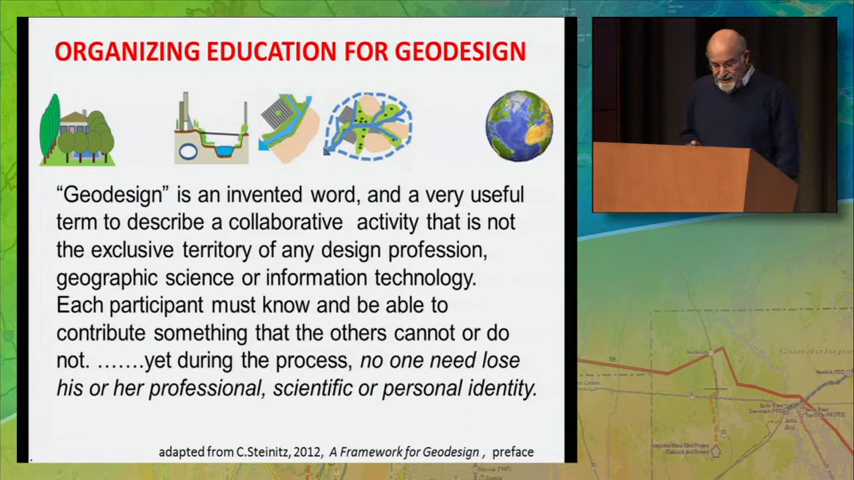 ORGANIZING EDUCATION FOR GEODESIGN
“Geodesign” is an invented word, and a very useful
term to describe a collaborative activity that is not
the exclusive territory of any design profession,
geographic science or information technology.
Each participant must know and be able to
contribute something that the others cannot or do
not. …….yet during the process, no one need lose
his or her professional, scientific or personal identity.
adapted from C.Steinitz, 2012, A Framework for Geodesign , preface